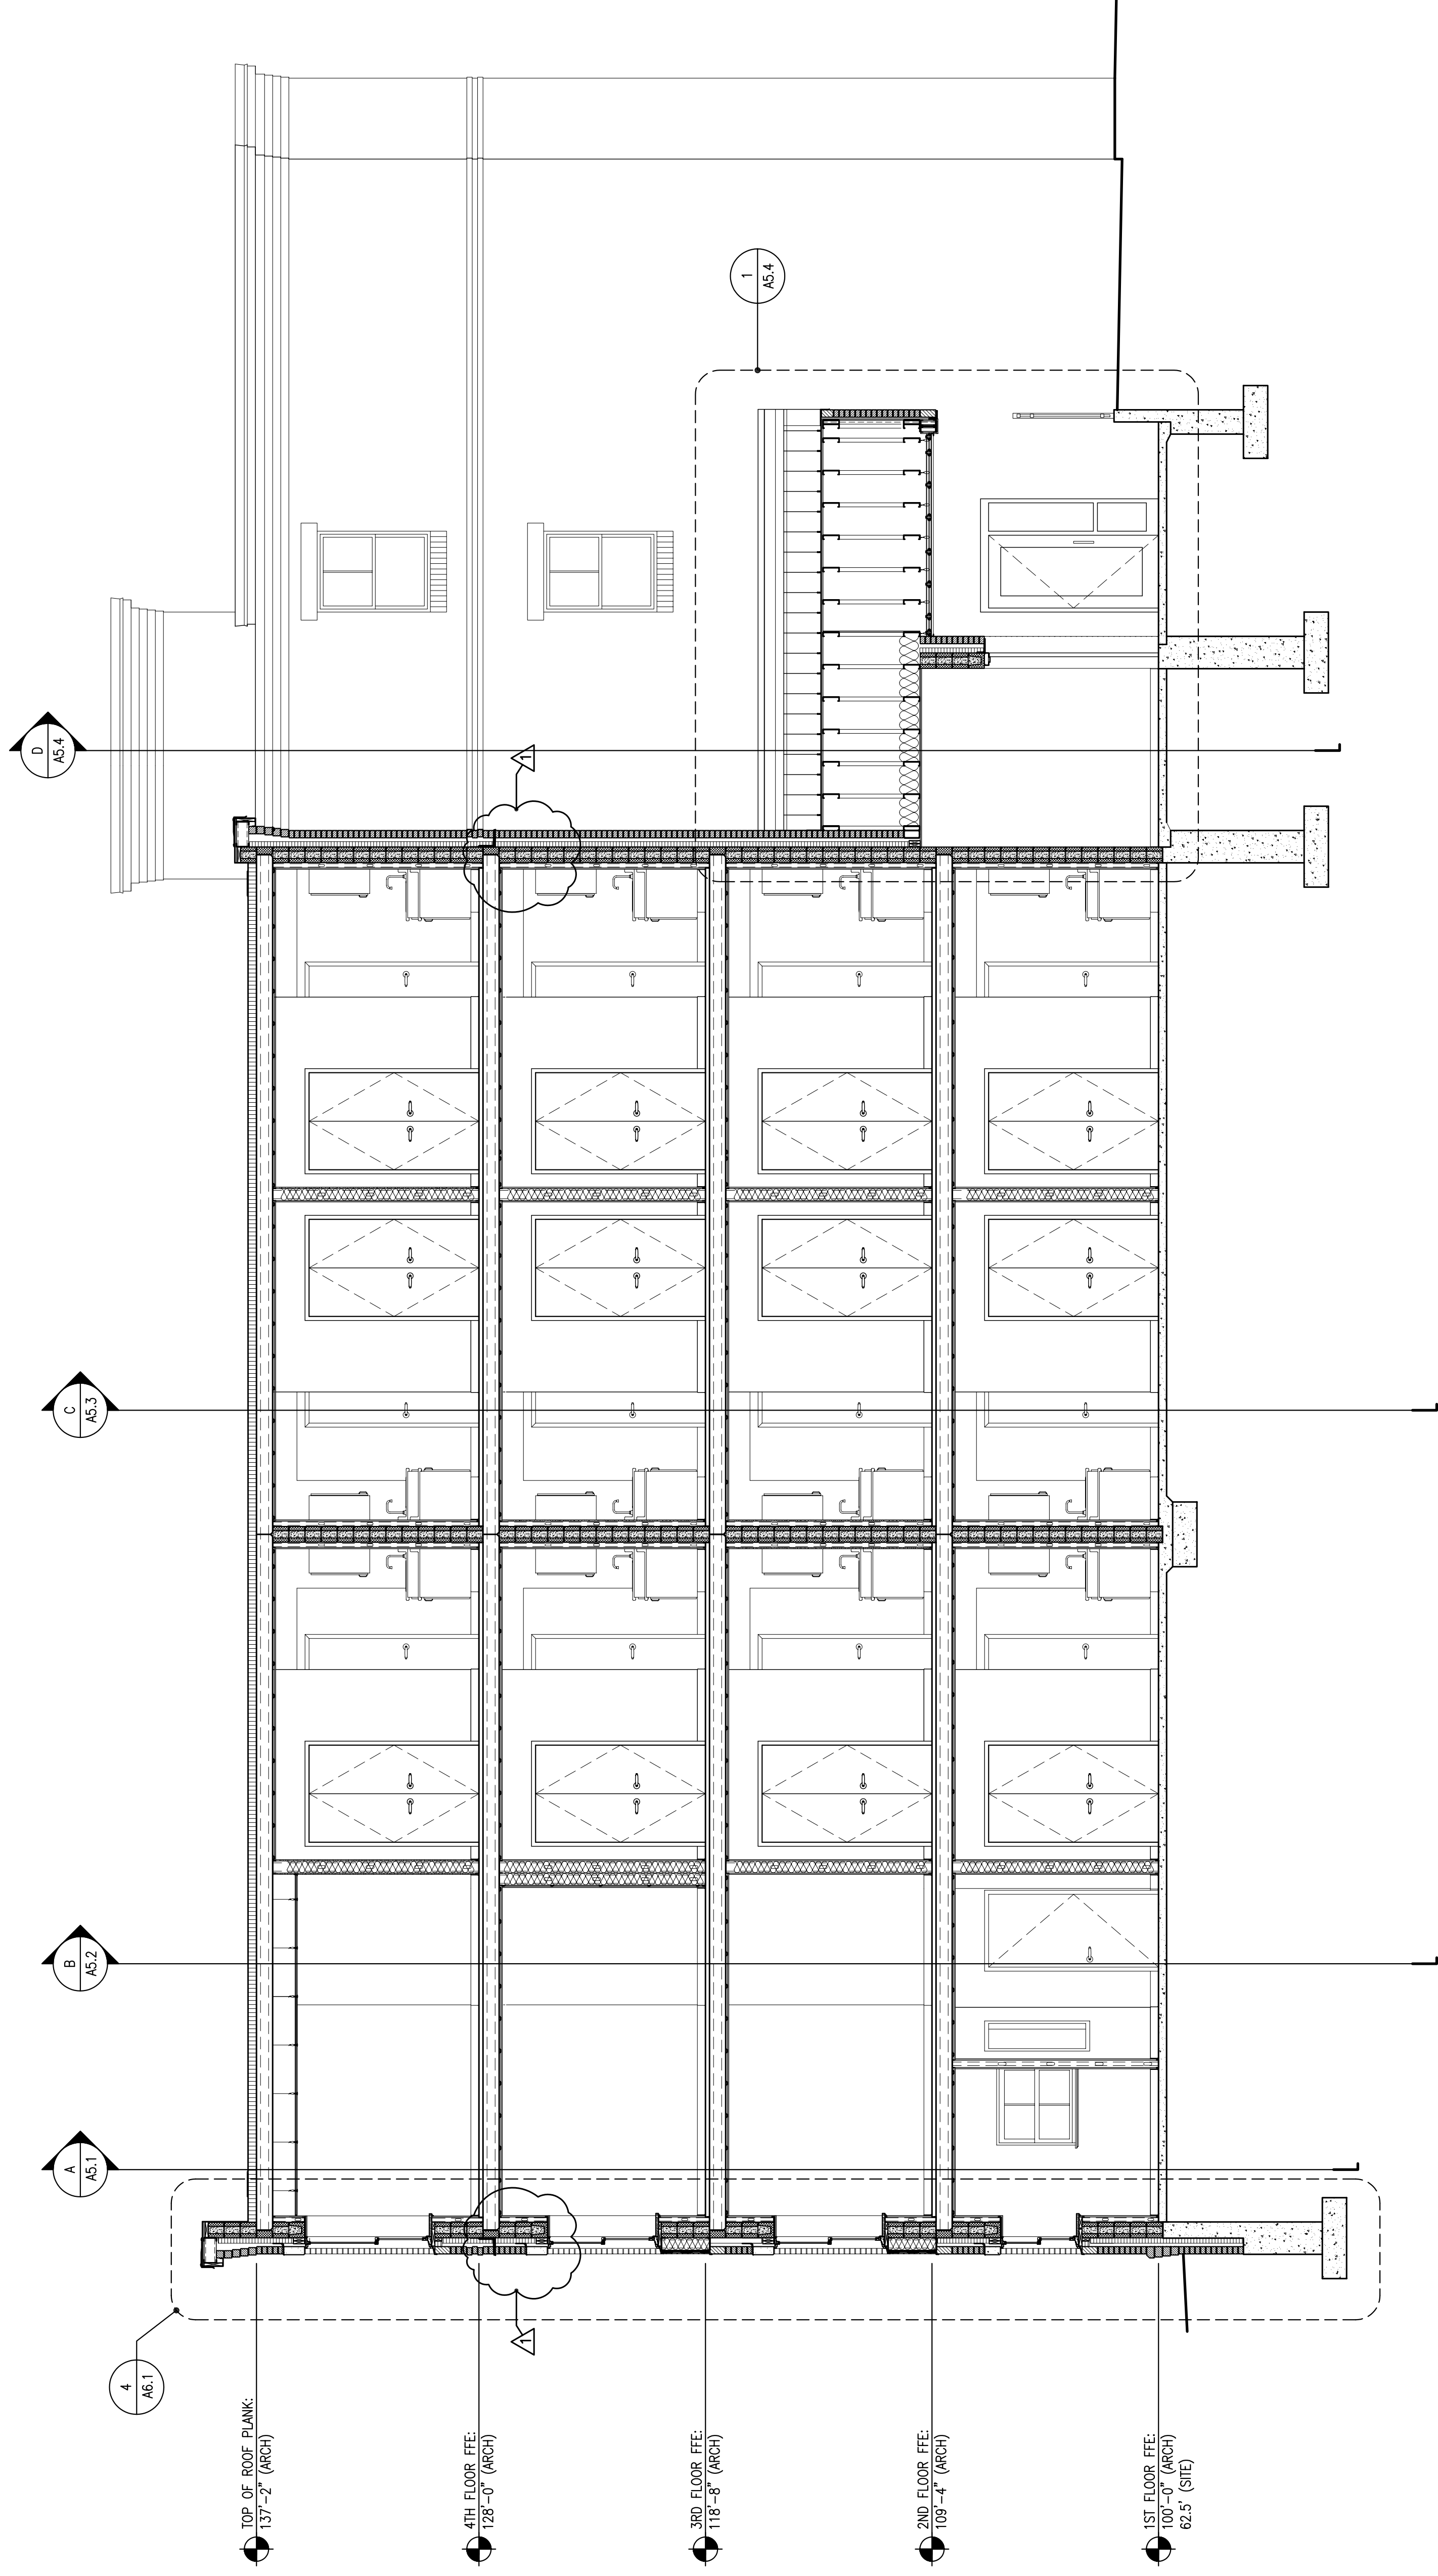 A
A5.1
B
A5.2
C
A5.3
D
A5.4
4
A6.1
1
A5.4
1
1
TOP OF ROOF PLANK:
137'-2" (ARCH)
4TH FLOOR FFE:
128'-0" (ARCH)
3RD FLOOR FFE:
118'-8" (ARCH)
2ND FLOOR FFE:
109'-4" (ARCH)
1ST FLOOR FFE:
100'-0" (ARCH)
62.5' (SITE)